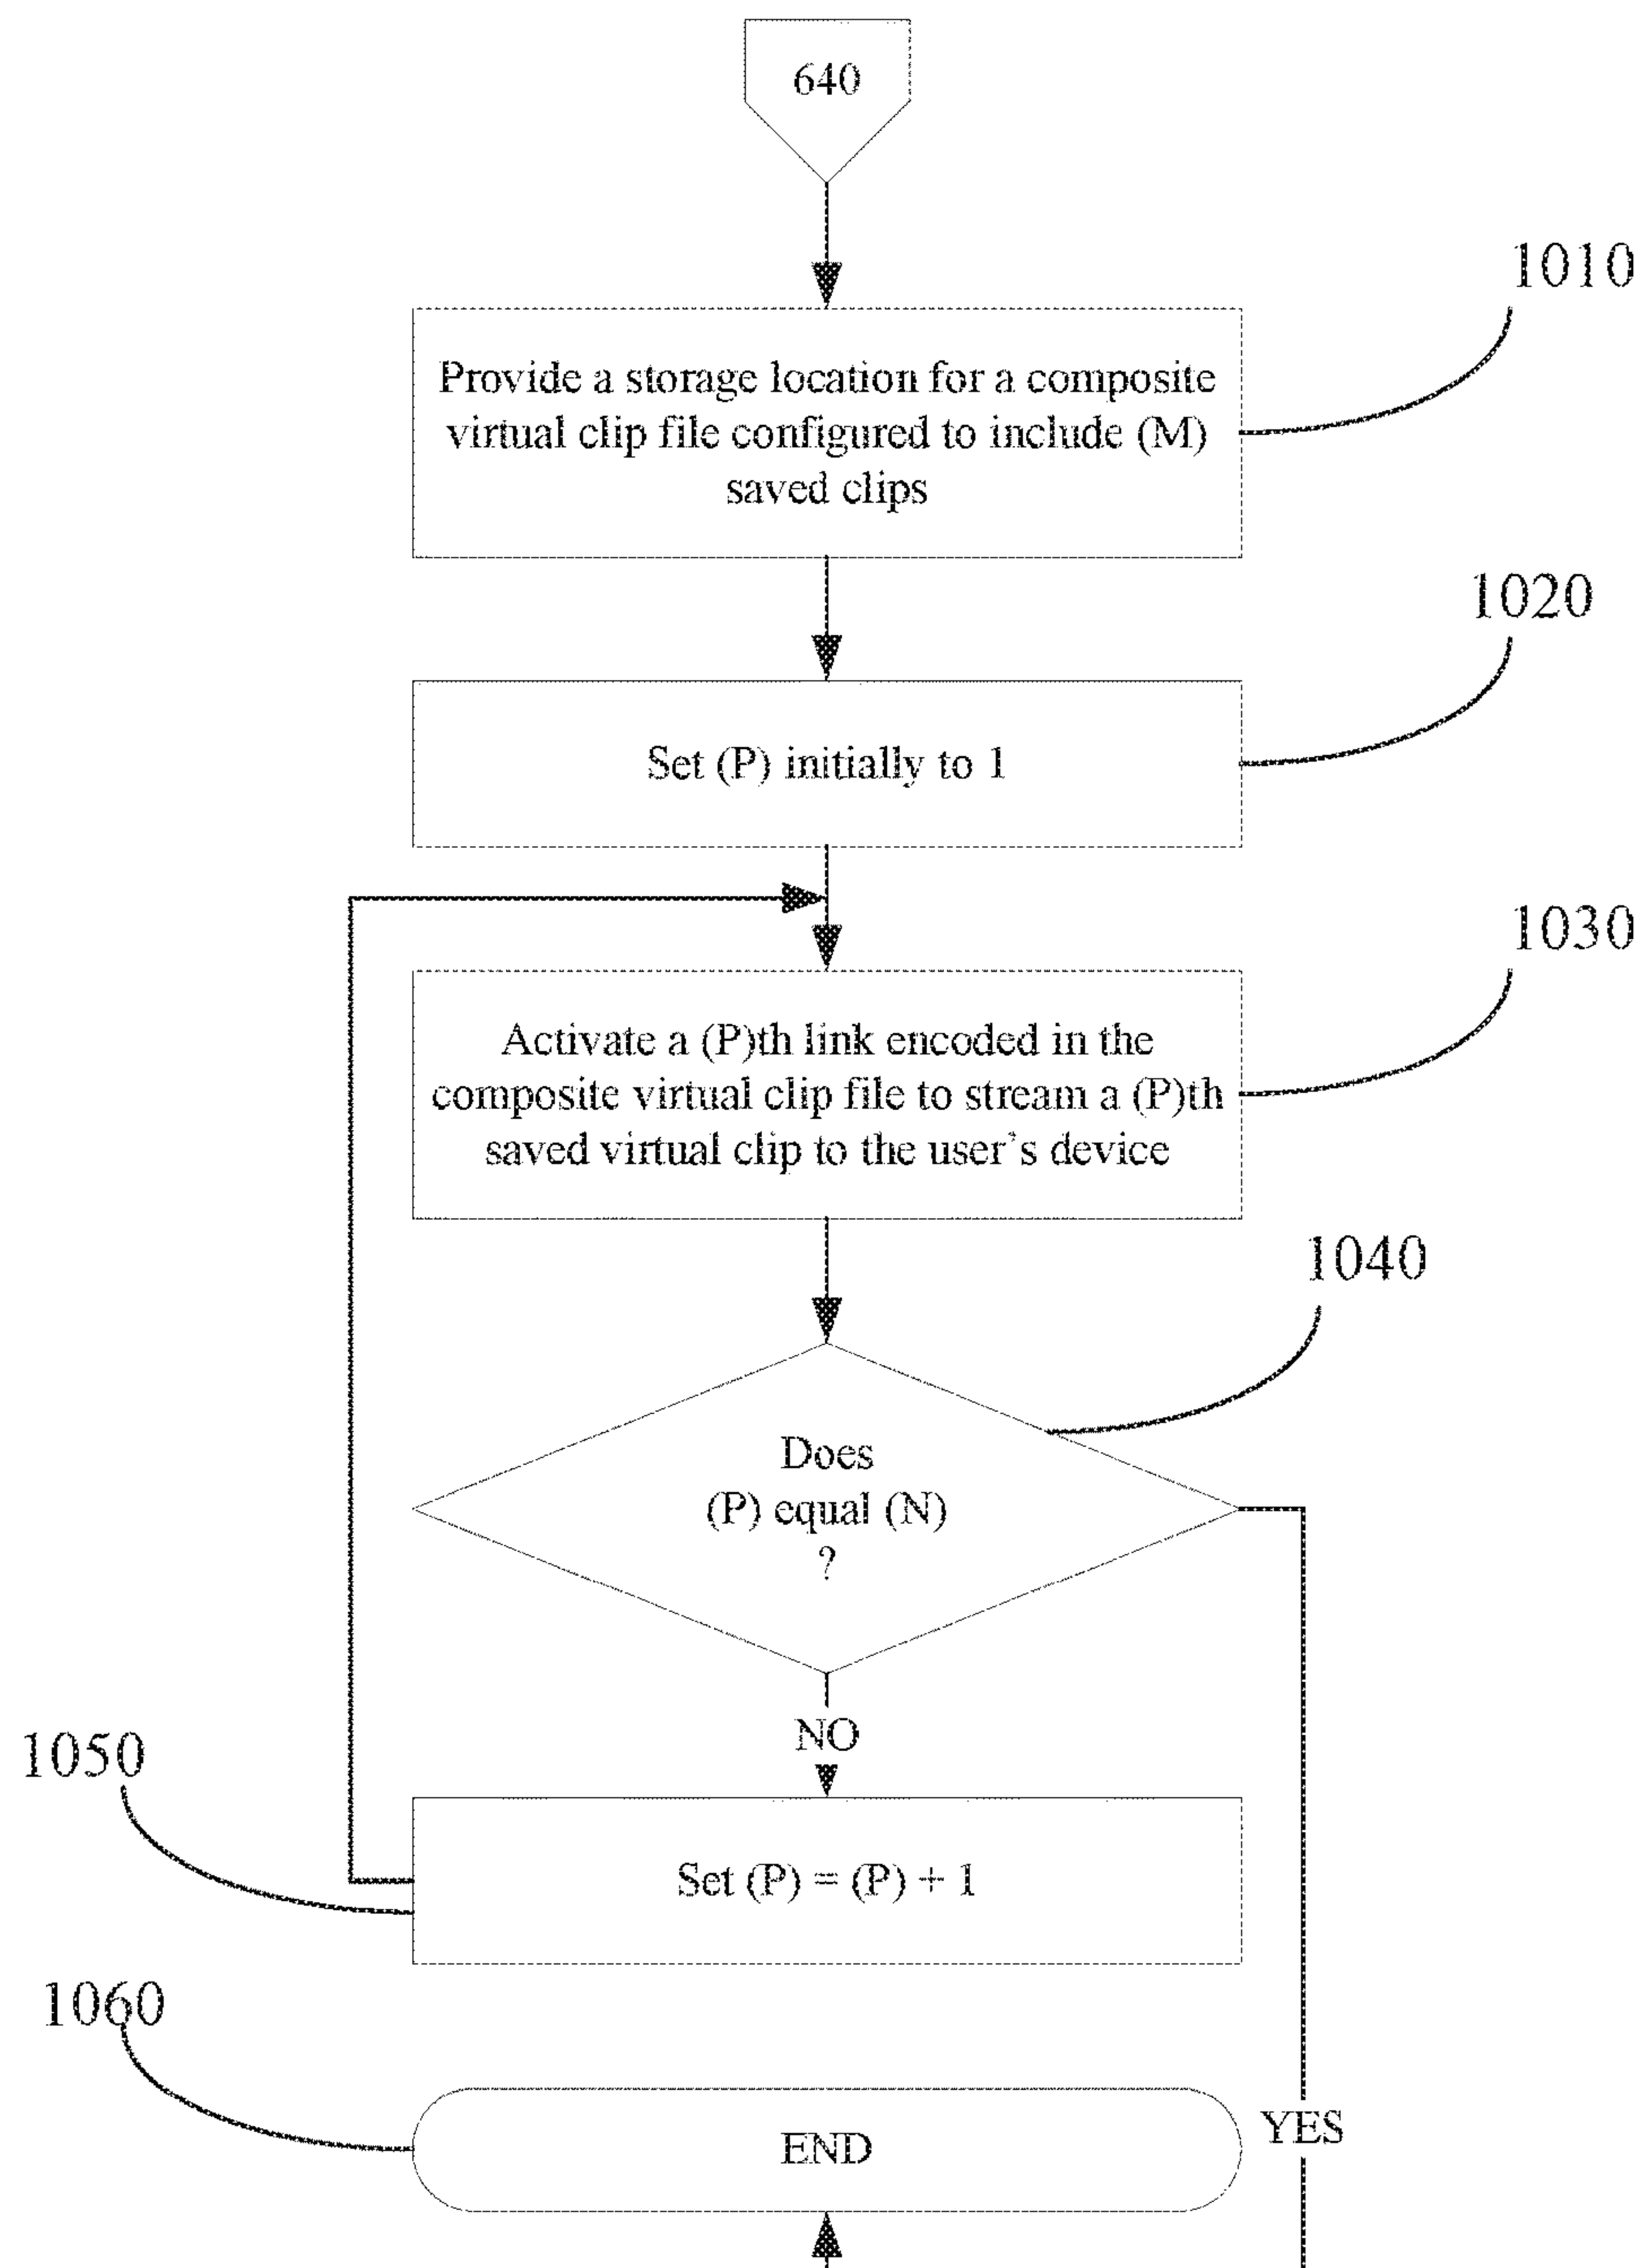 640
1010
Provide a storage location for a composite
virtual clip file configured to include (M)
saved clips
1020
Set (P) initially to 1
1030
Activate a (P)th link encoded in the
composite virtual clip file to stream a (P)th
saved virtual clip to the user's device
1040
Does
(P) equal (N)
?
NO
1050
Set (P) = (P) + 1
1060
END
YES